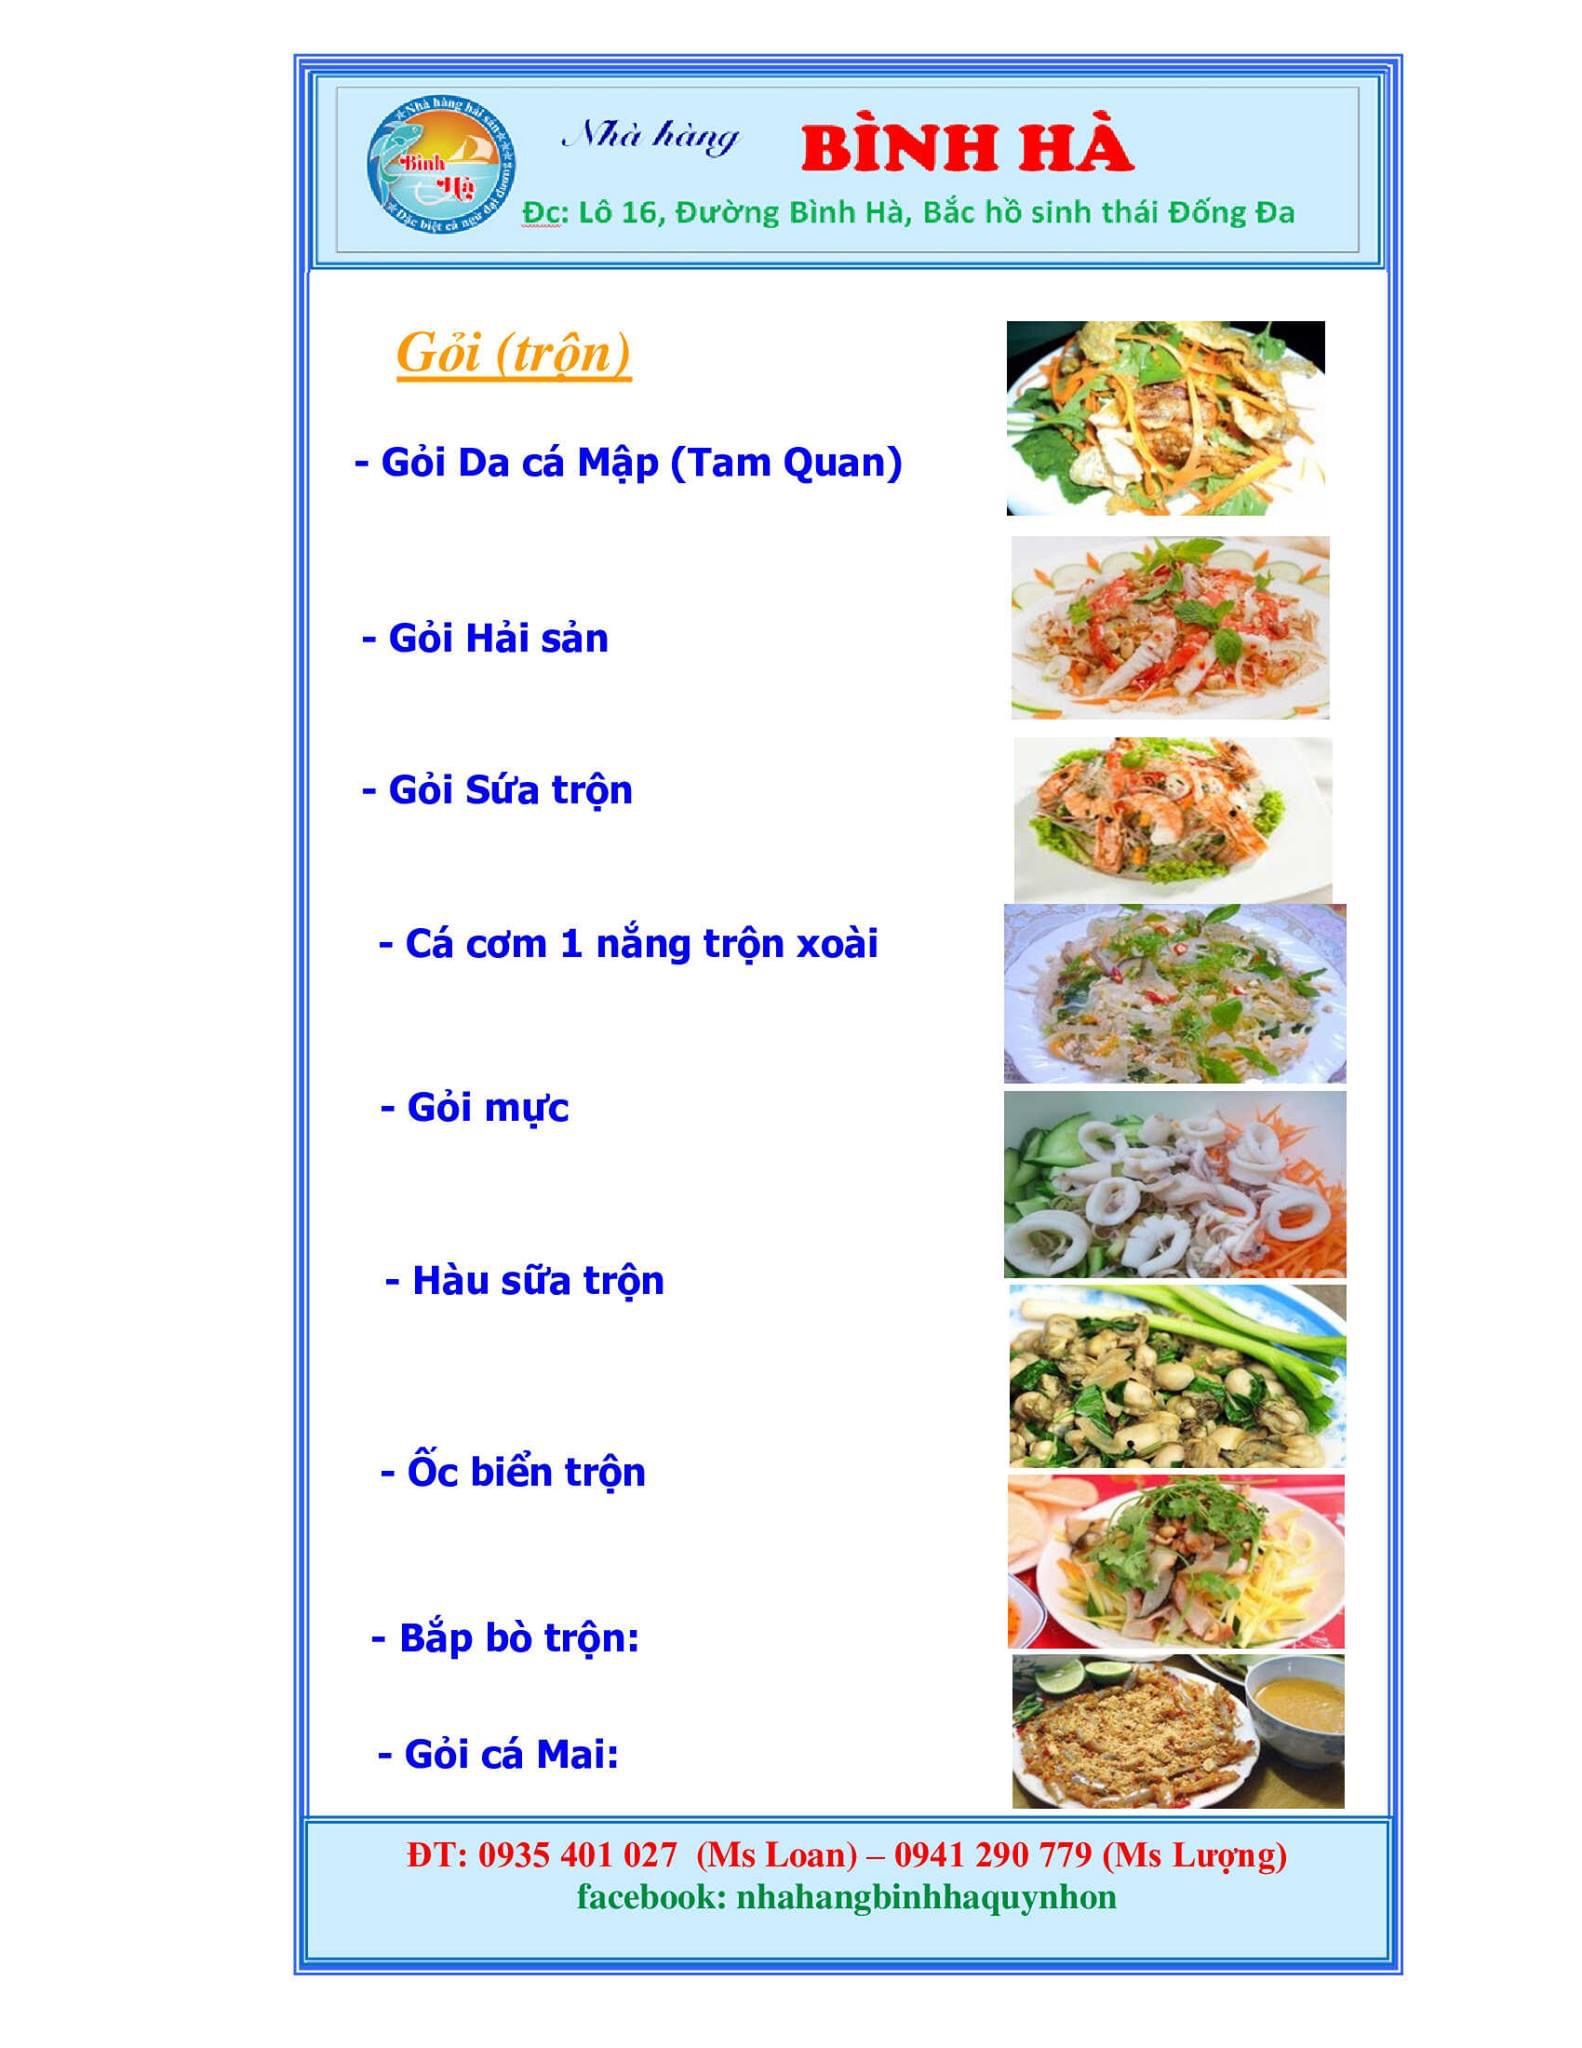 Nhà hàng hải sản
Bình
Hà
Đặc biệt cá ngừ đại dương
Nhà hàng BÌNH HÀ
Đc: Lô 16, Đường Bình Hà, Bắc hồ sinh thái Đống Đa
Gỏi (trộn)
- Gỏi Da cá Mập (Tam Quan)
- Gỏi Hải sản
- Gỏi Sứa trộn
- Cá cơm 1 nắng trộn xoài
- Gỏi mực
- Hàu sữa trộn
- Ốc biển trộn
- Bắp bò trộn:
- Gỏi cá Mai:
ĐT: 0935 401 027 (Ms Loan) – 0941 290 779 (Ms Lượng)
facebook: nhahangbinhhaquynhon